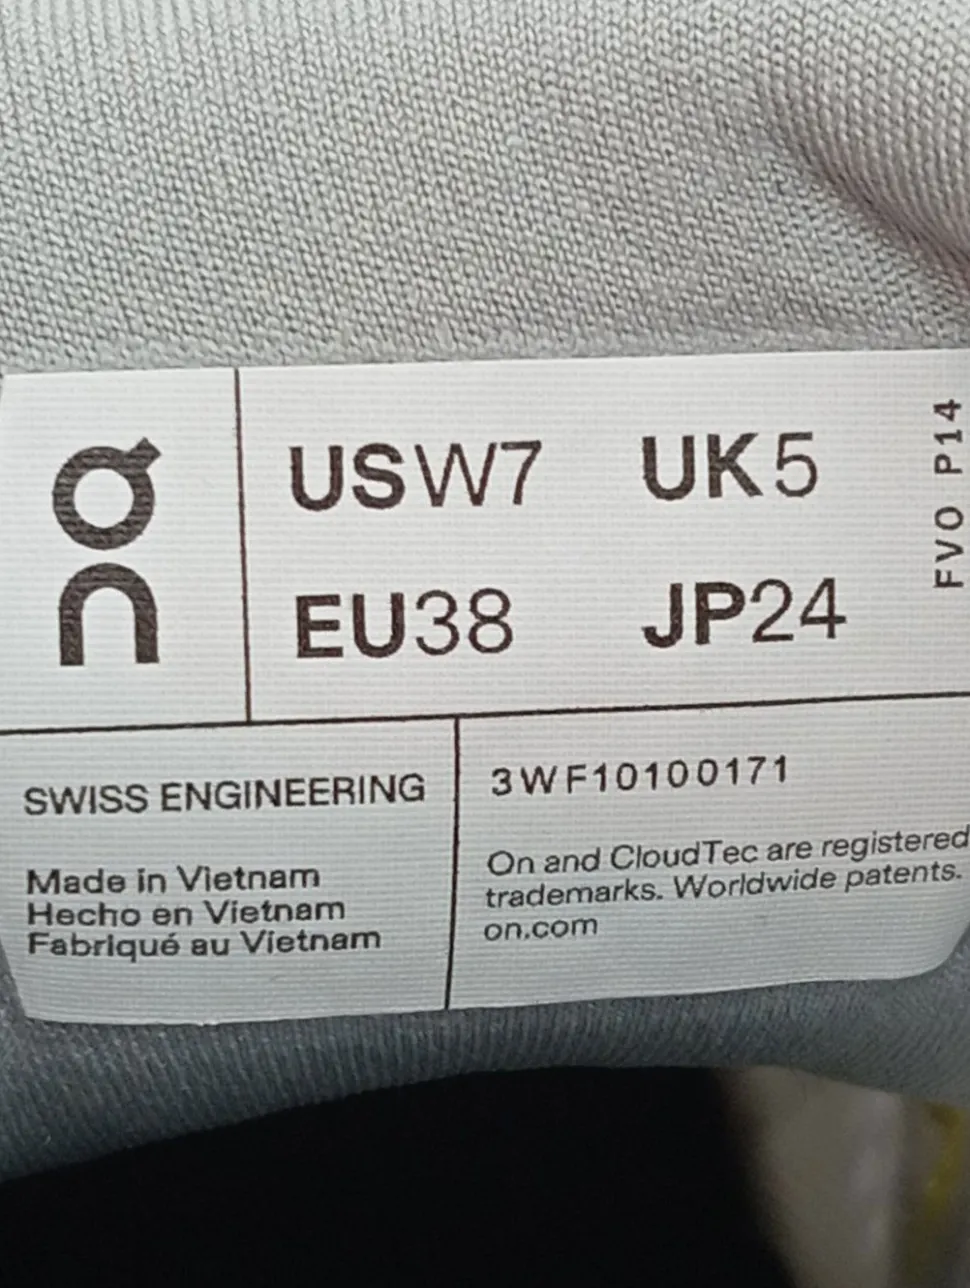 On
USW7 UK5
EU38 JP24
FVO P14
SWISS ENGINEERING
Made in Vietnam
Hecho en Vietnam
Fabriqué au Vietnam
3WF10100171
On and CloudTec are registered
trademarks. Worldwide patents.
on.com